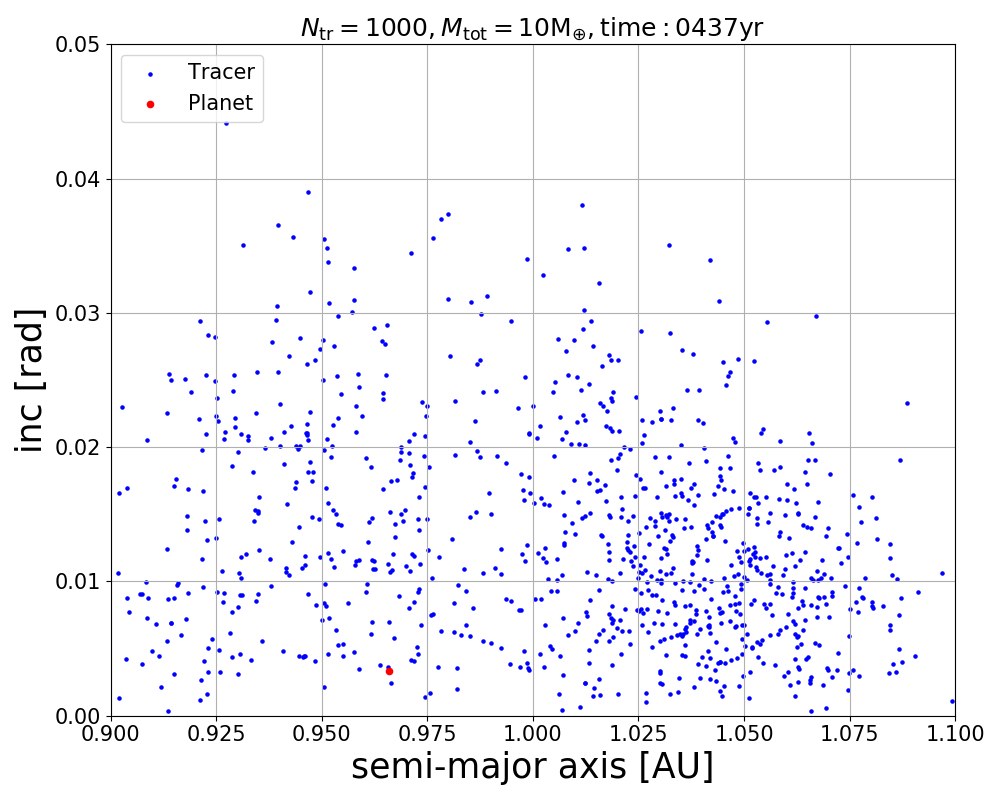 N_tr = 1000, M_tot = 10M_⊕, time : 0437yr
0.05
Tracer
Planet
0.04
0.03
inc [rad]
0.02
0.01
0.00
0.900 0.925 0.950 0.975 1.000 1.025 1.050 1.075 1.100
semi-major axis [AU]